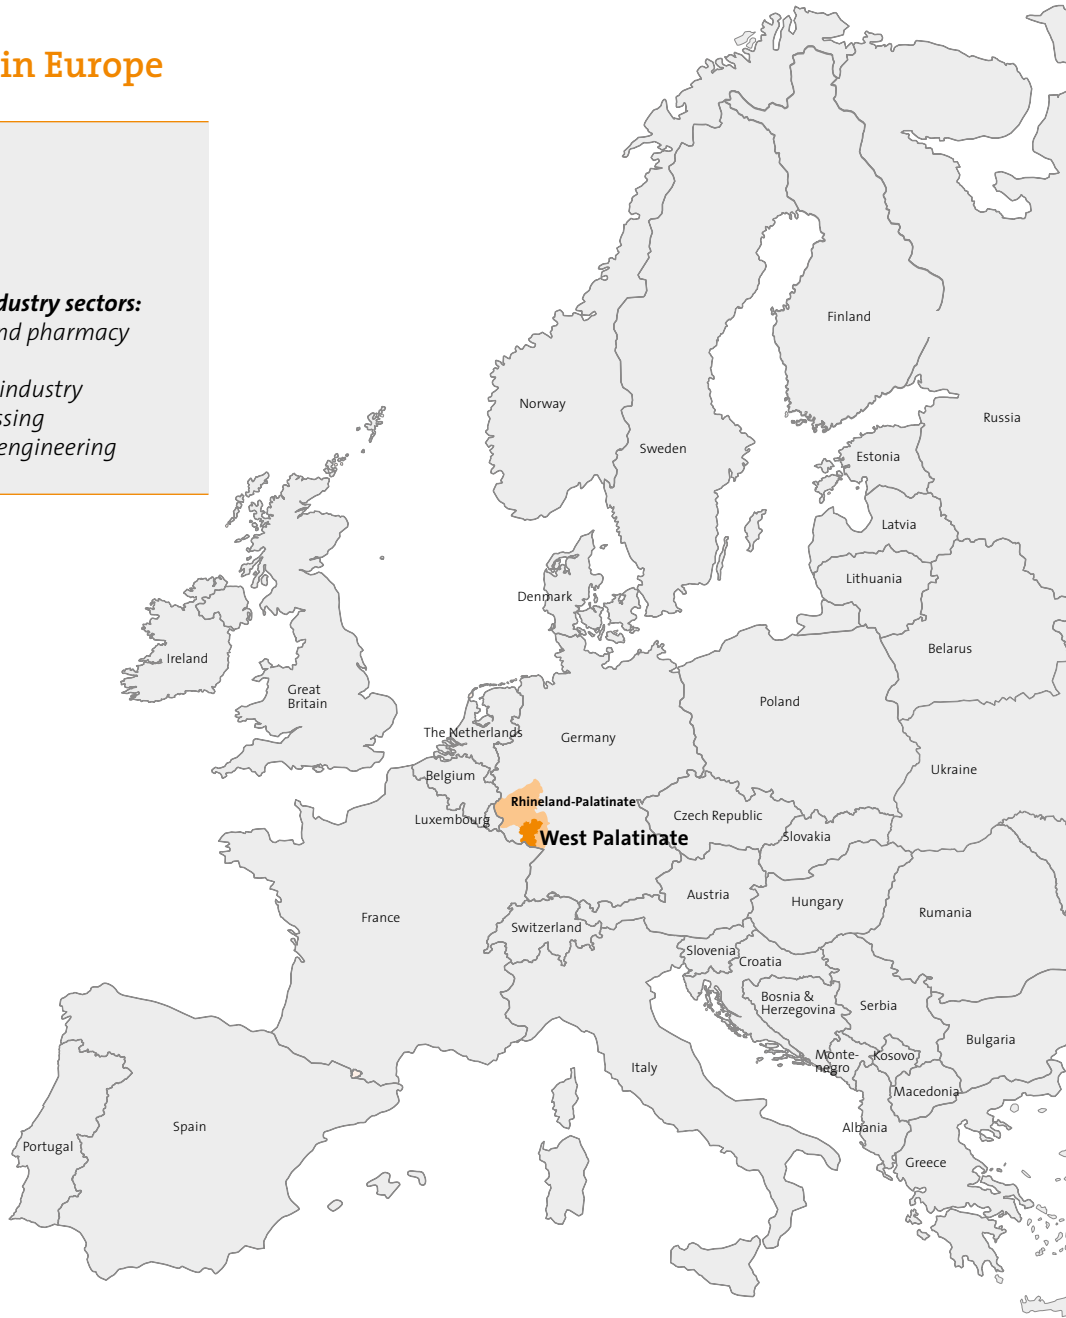 in Europe
dustry sectors:
nd pharmacy
industry
ssing
engineering
Finland
Norway
Russia
Sweden
Estonia
Latvia
Lithuania
Denmark
Belarus
Ireland
Great
Britain
Poland
The Netherlands
Germany
Ukraine
Belgium
Rhineland-Palatinate
Czech Republic
Luxembourg
West Palatinate
Slovakia
Austria
Hungary
Rumania
France
Switzerland
Slovenia
Croatia
Bosnia &
Herzegovina
Serbia
Bulgaria
Monte-
negro
Kosovo
Italy
Macedonia
Spain
Albania
Portugal
Greece